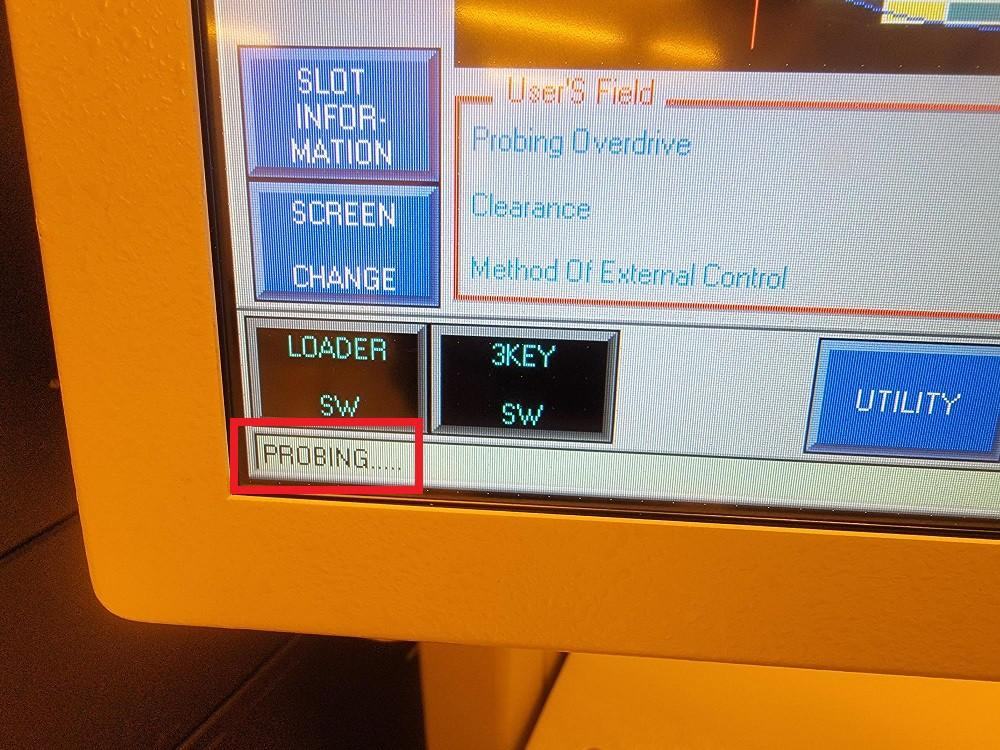 SLOT
INFOR-
MATION
User'S Field
Probing Overdrive
SCREEN
CHANGE
Clearance
Method Of External Control
LOADER
SW
3KEY
SW
UTILITY
PROBING.....